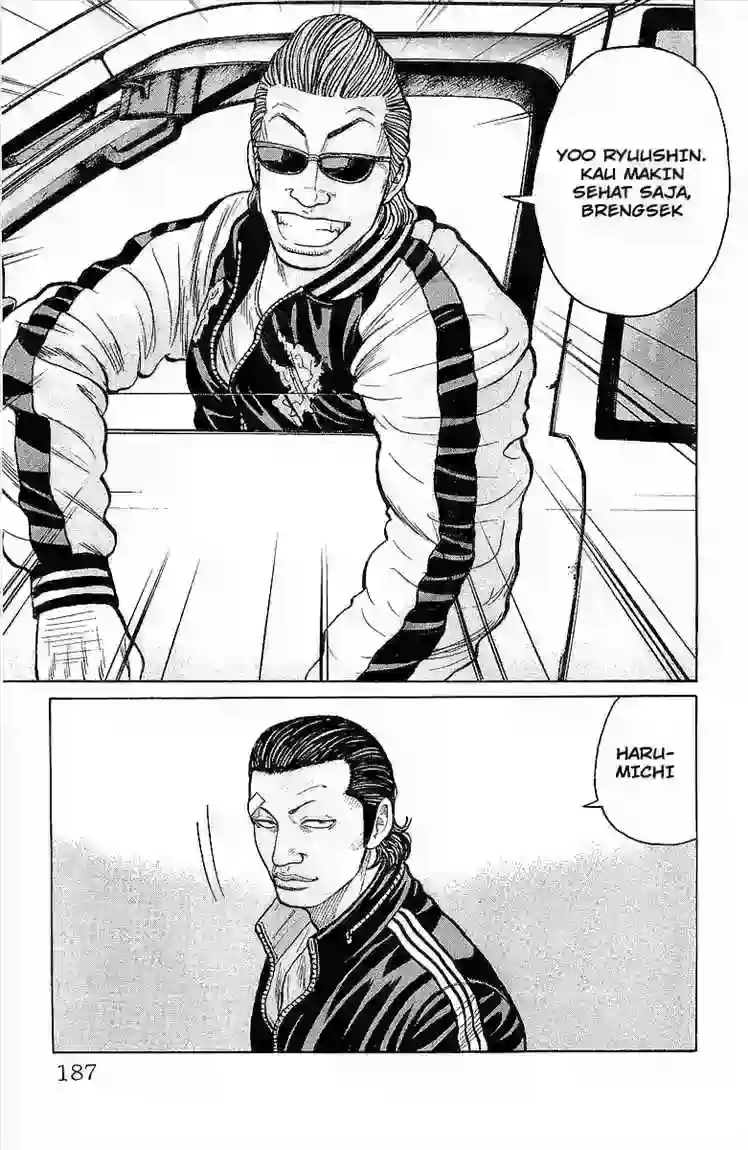 YOO RYUUSHIN.
KAU MAKIN
SEHAT SAJA,
BRENGSEK
HARU-
MICHI
187